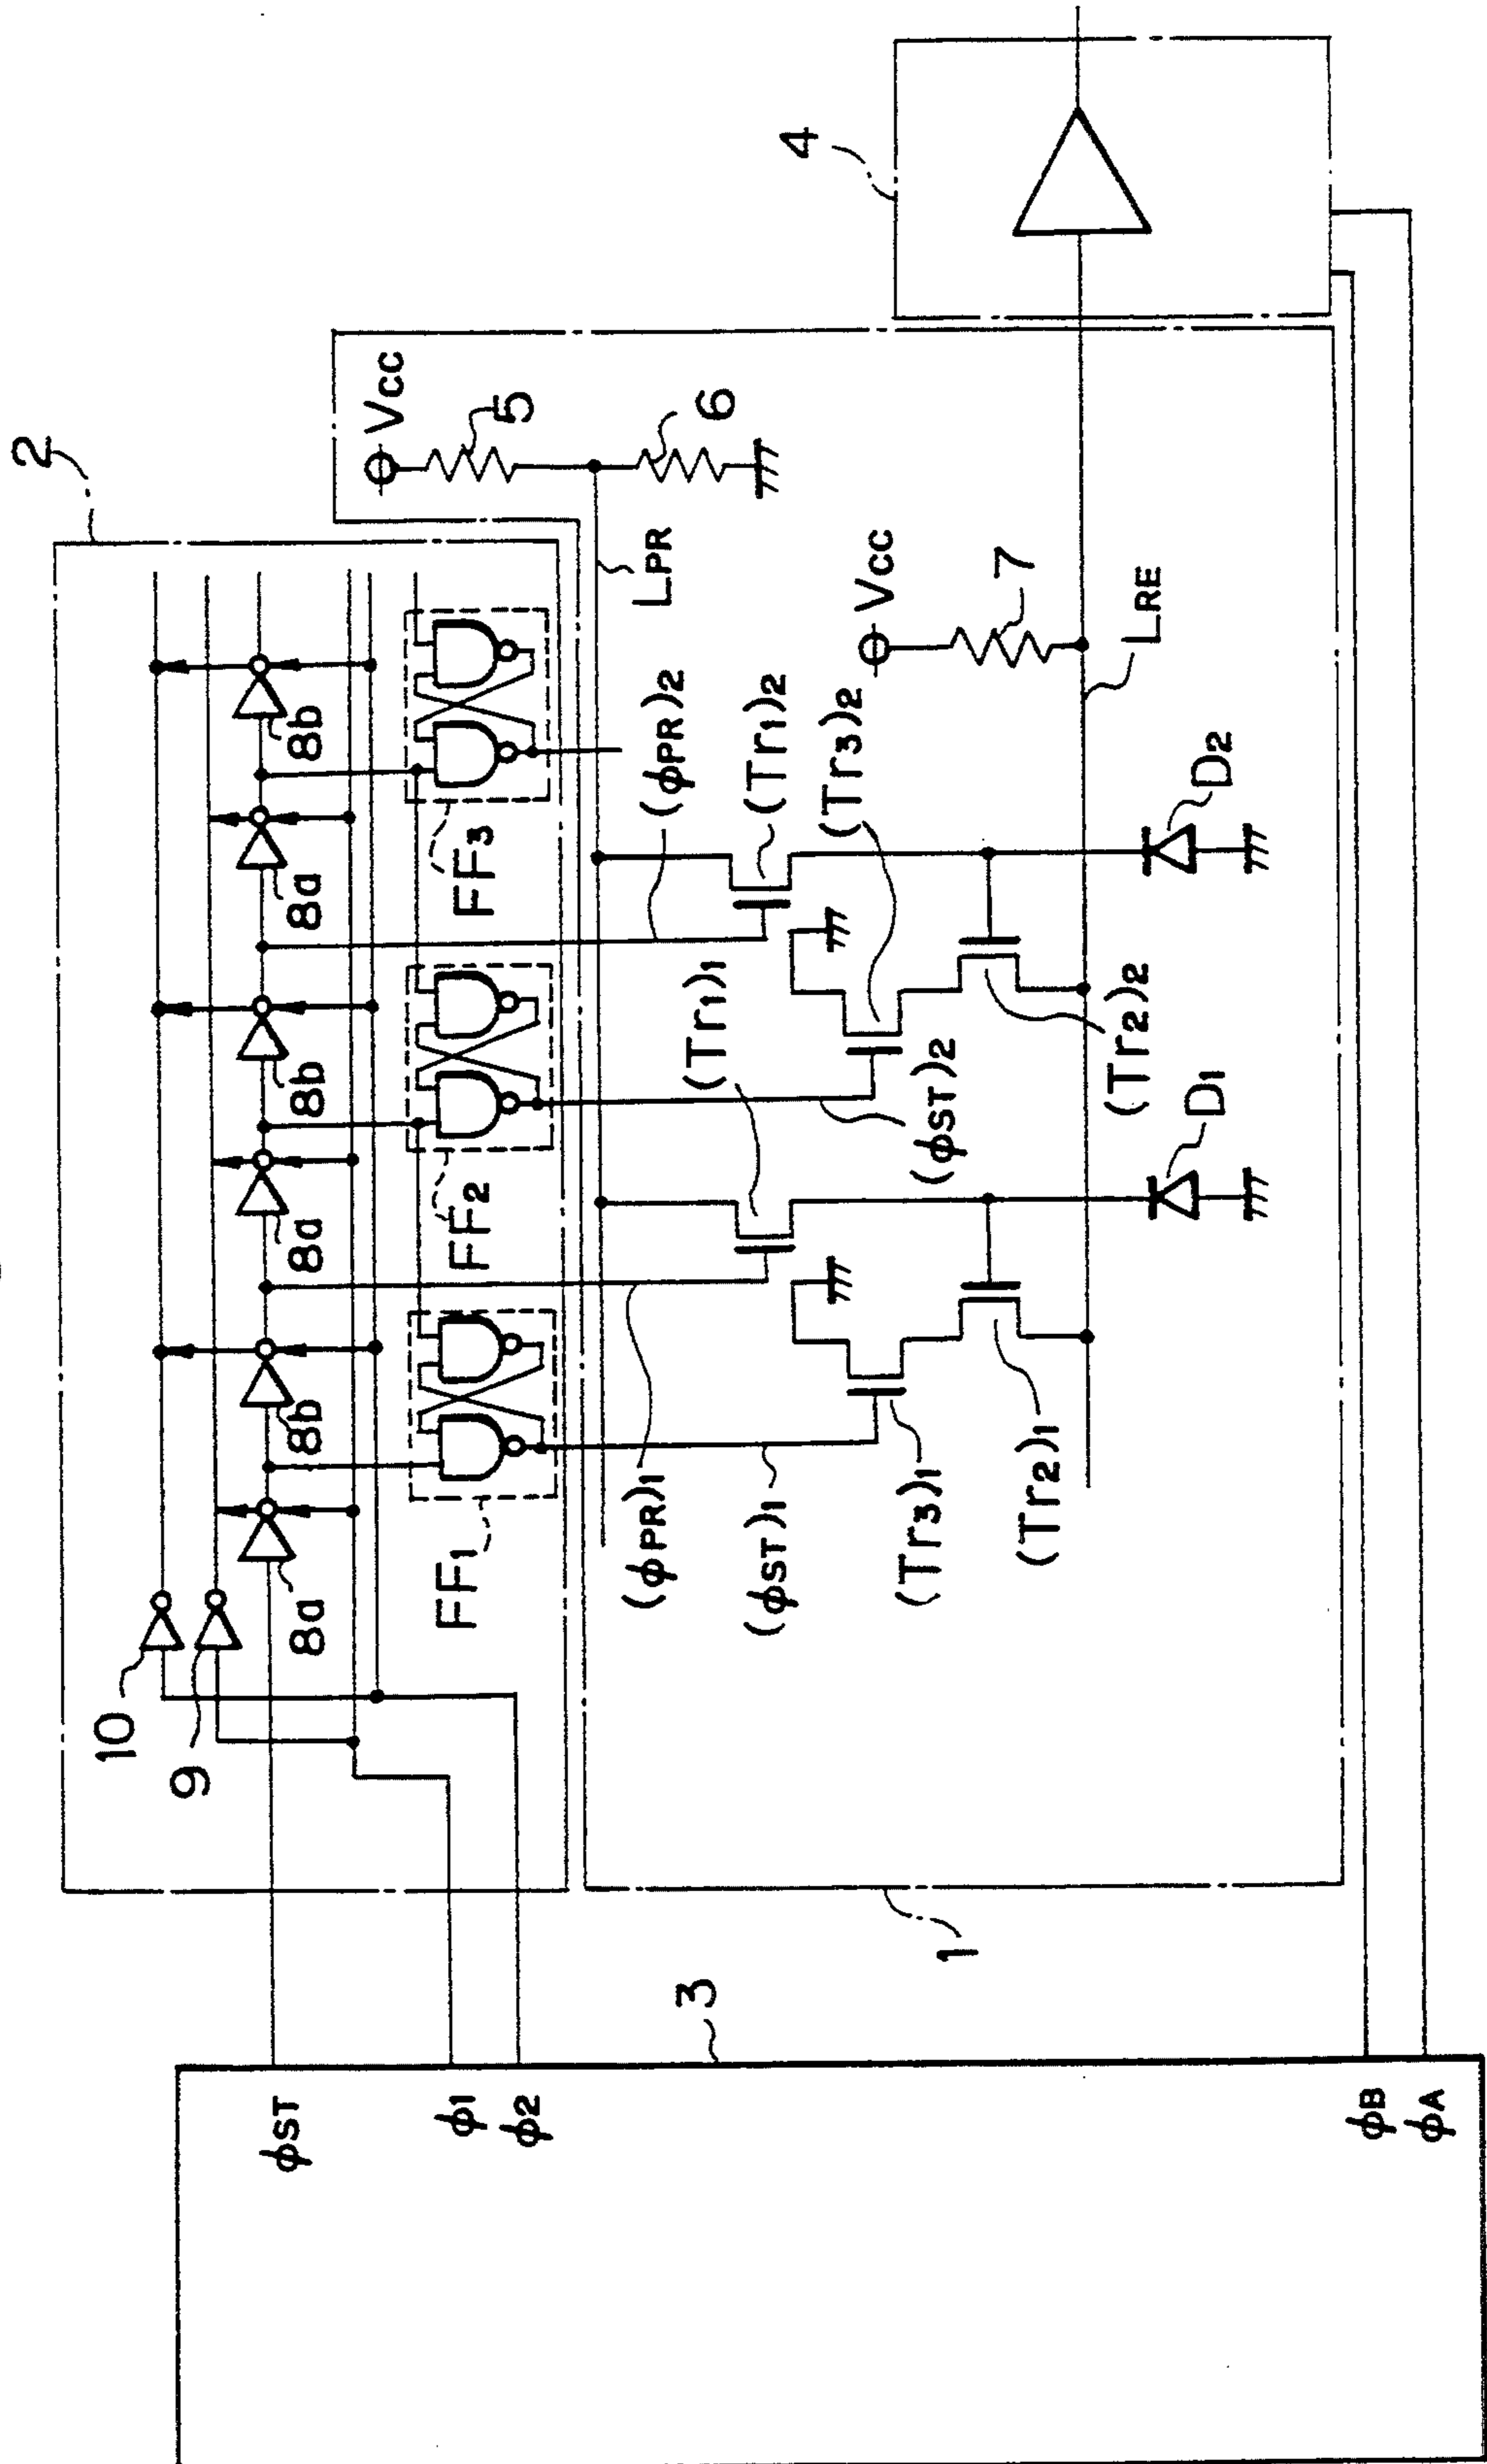 2
10
9
8a
8b
8a
8b
8a
8b
FF1
FF2
FF3
Vcc
5
6
LPR
(φPR)1
(φST)1
(Tr1)1
(Tr3)1
(Tr2)1
D1
(φPR)2
(φST)2
(Tr1)2
(Tr3)2
(Tr2)2
D2
Vcc
7
LRE
4
1
3
φST
φ1
φ2
φB
φA